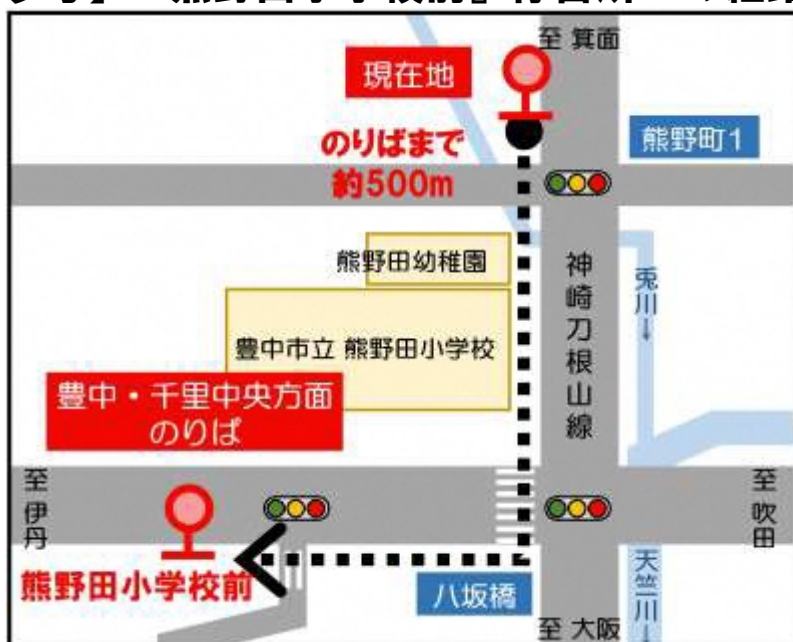 至 箕面
現在地
のりばまで
約500m
熊野町1
熊野田幼稚園
豊中市立 熊野田小学校
神崎刀根山線
兎川↓
豊中・千里中央方面
のりば
至 伊丹
至 吹田
熊野田小学校前
八坂橋
天竺川↓
至 大阪